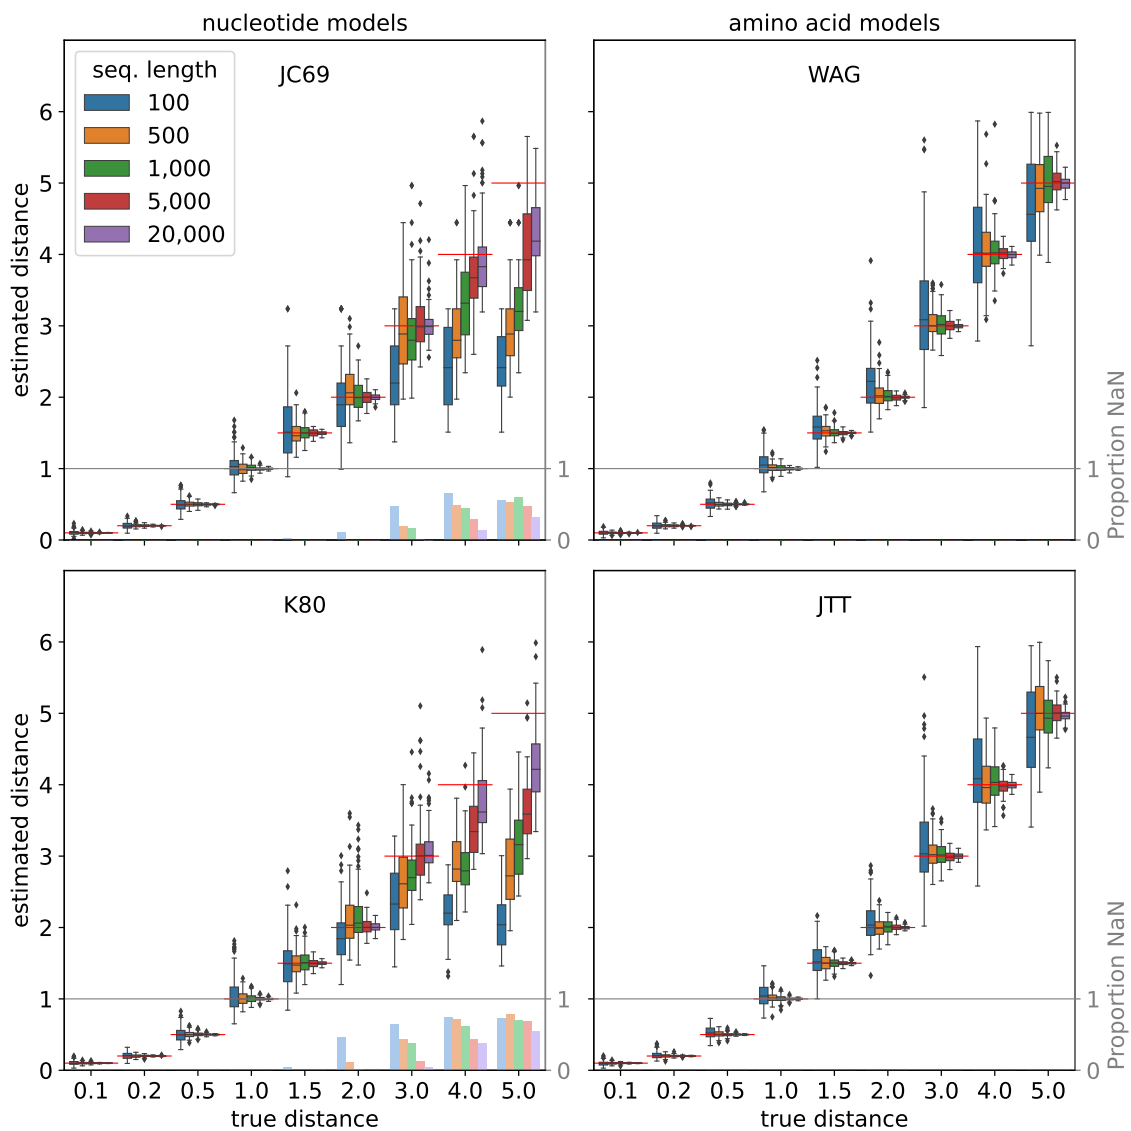 nucleotide models
amino acid models
seq. length
100
500
1,000
5,000
20,000
JC69
WAG
estimated distance
6
5
4
3
2
1
0
1
0
1
0
Proportion NaN
K80
JTT
estimated distance
6
5
4
3
2
1
0
1
0
1
0
Proportion NaN
0.1 0.2 0.5 1.0 1.5 2.0 3.0 4.0 5.0
0.1 0.2 0.5 1.0 1.5 2.0 3.0 4.0 5.0
true distance
true distance